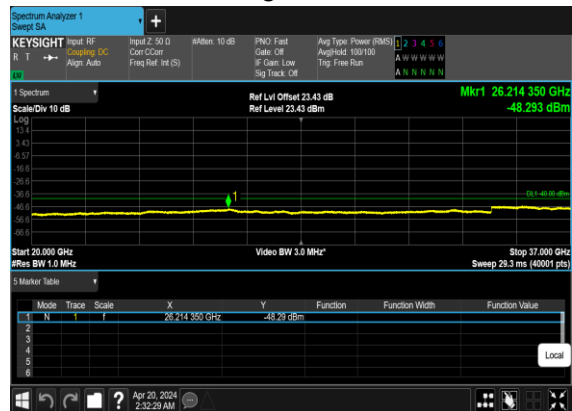 Spectrum Analyzer 1
Swept SA
KEYSIGHT Input: RF Input Z: 50 Ω #Atten: 10 dB PNO: Fast Avg Type: Power (RMS) 1 2 3 4 5 6
R T Coupling: DC Corr CCorr Gate: Off Avg|Hold: 100/100 A W W W W W
Align: Auto Freq Ref: Int (S) IF Gain: Low Trig: Free Run
Sig Track: Off A N N N N N
LXI
1 Spectrum Ref Lvl Offset 23.43 dB Mkr1 26.214 350 GHz
Scale/Div 10 dB Ref Level 23.43 dBm -48.293 dBm
Log
13.4
3.43
-6.57
-16.6
-26.6
-36.6 1 DL1 -40.00 dBm
-46.6
-56.6
-66.6
Start 20.000 GHz Video BW 3.0 MHz* Stop 37.000 GHz
#Res BW 1.0 MHz Sweep 29.3 ms (40001 pts)
5 Marker Table
Mode Trace Scale X Y Function Function Width Function Value
1 N 1 f 26.214 350 GHz -48.29 dBm
2
3
4
5
6
Local
? Apr 20, 2024
2:32:29 AM